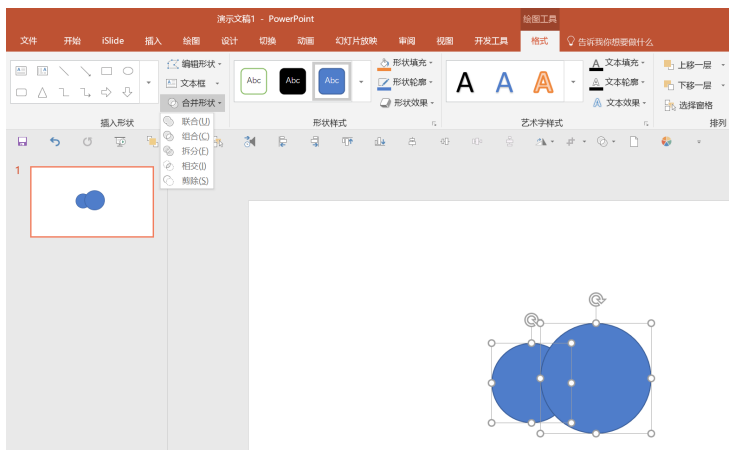 演示文稿1 - PowerPoint
绘图工具
文件 开始 iSlide 插入 绘图 设计 切换 动画 幻灯片放映 审阅 视图 开发工具 格式 告诉我你想要做什么
编辑形状
文本框
合并形状
插入形状
Abc Abc Abc
形状填充
形状轮廓
形状效果
形状样式
A A A
文本填充
文本轮廓
文本效果
艺术字样式
上移一层
下移一层
选择窗格
排列
联合(U)
组合(C)
拆分(F)
相交(I)
剪除(S)
1